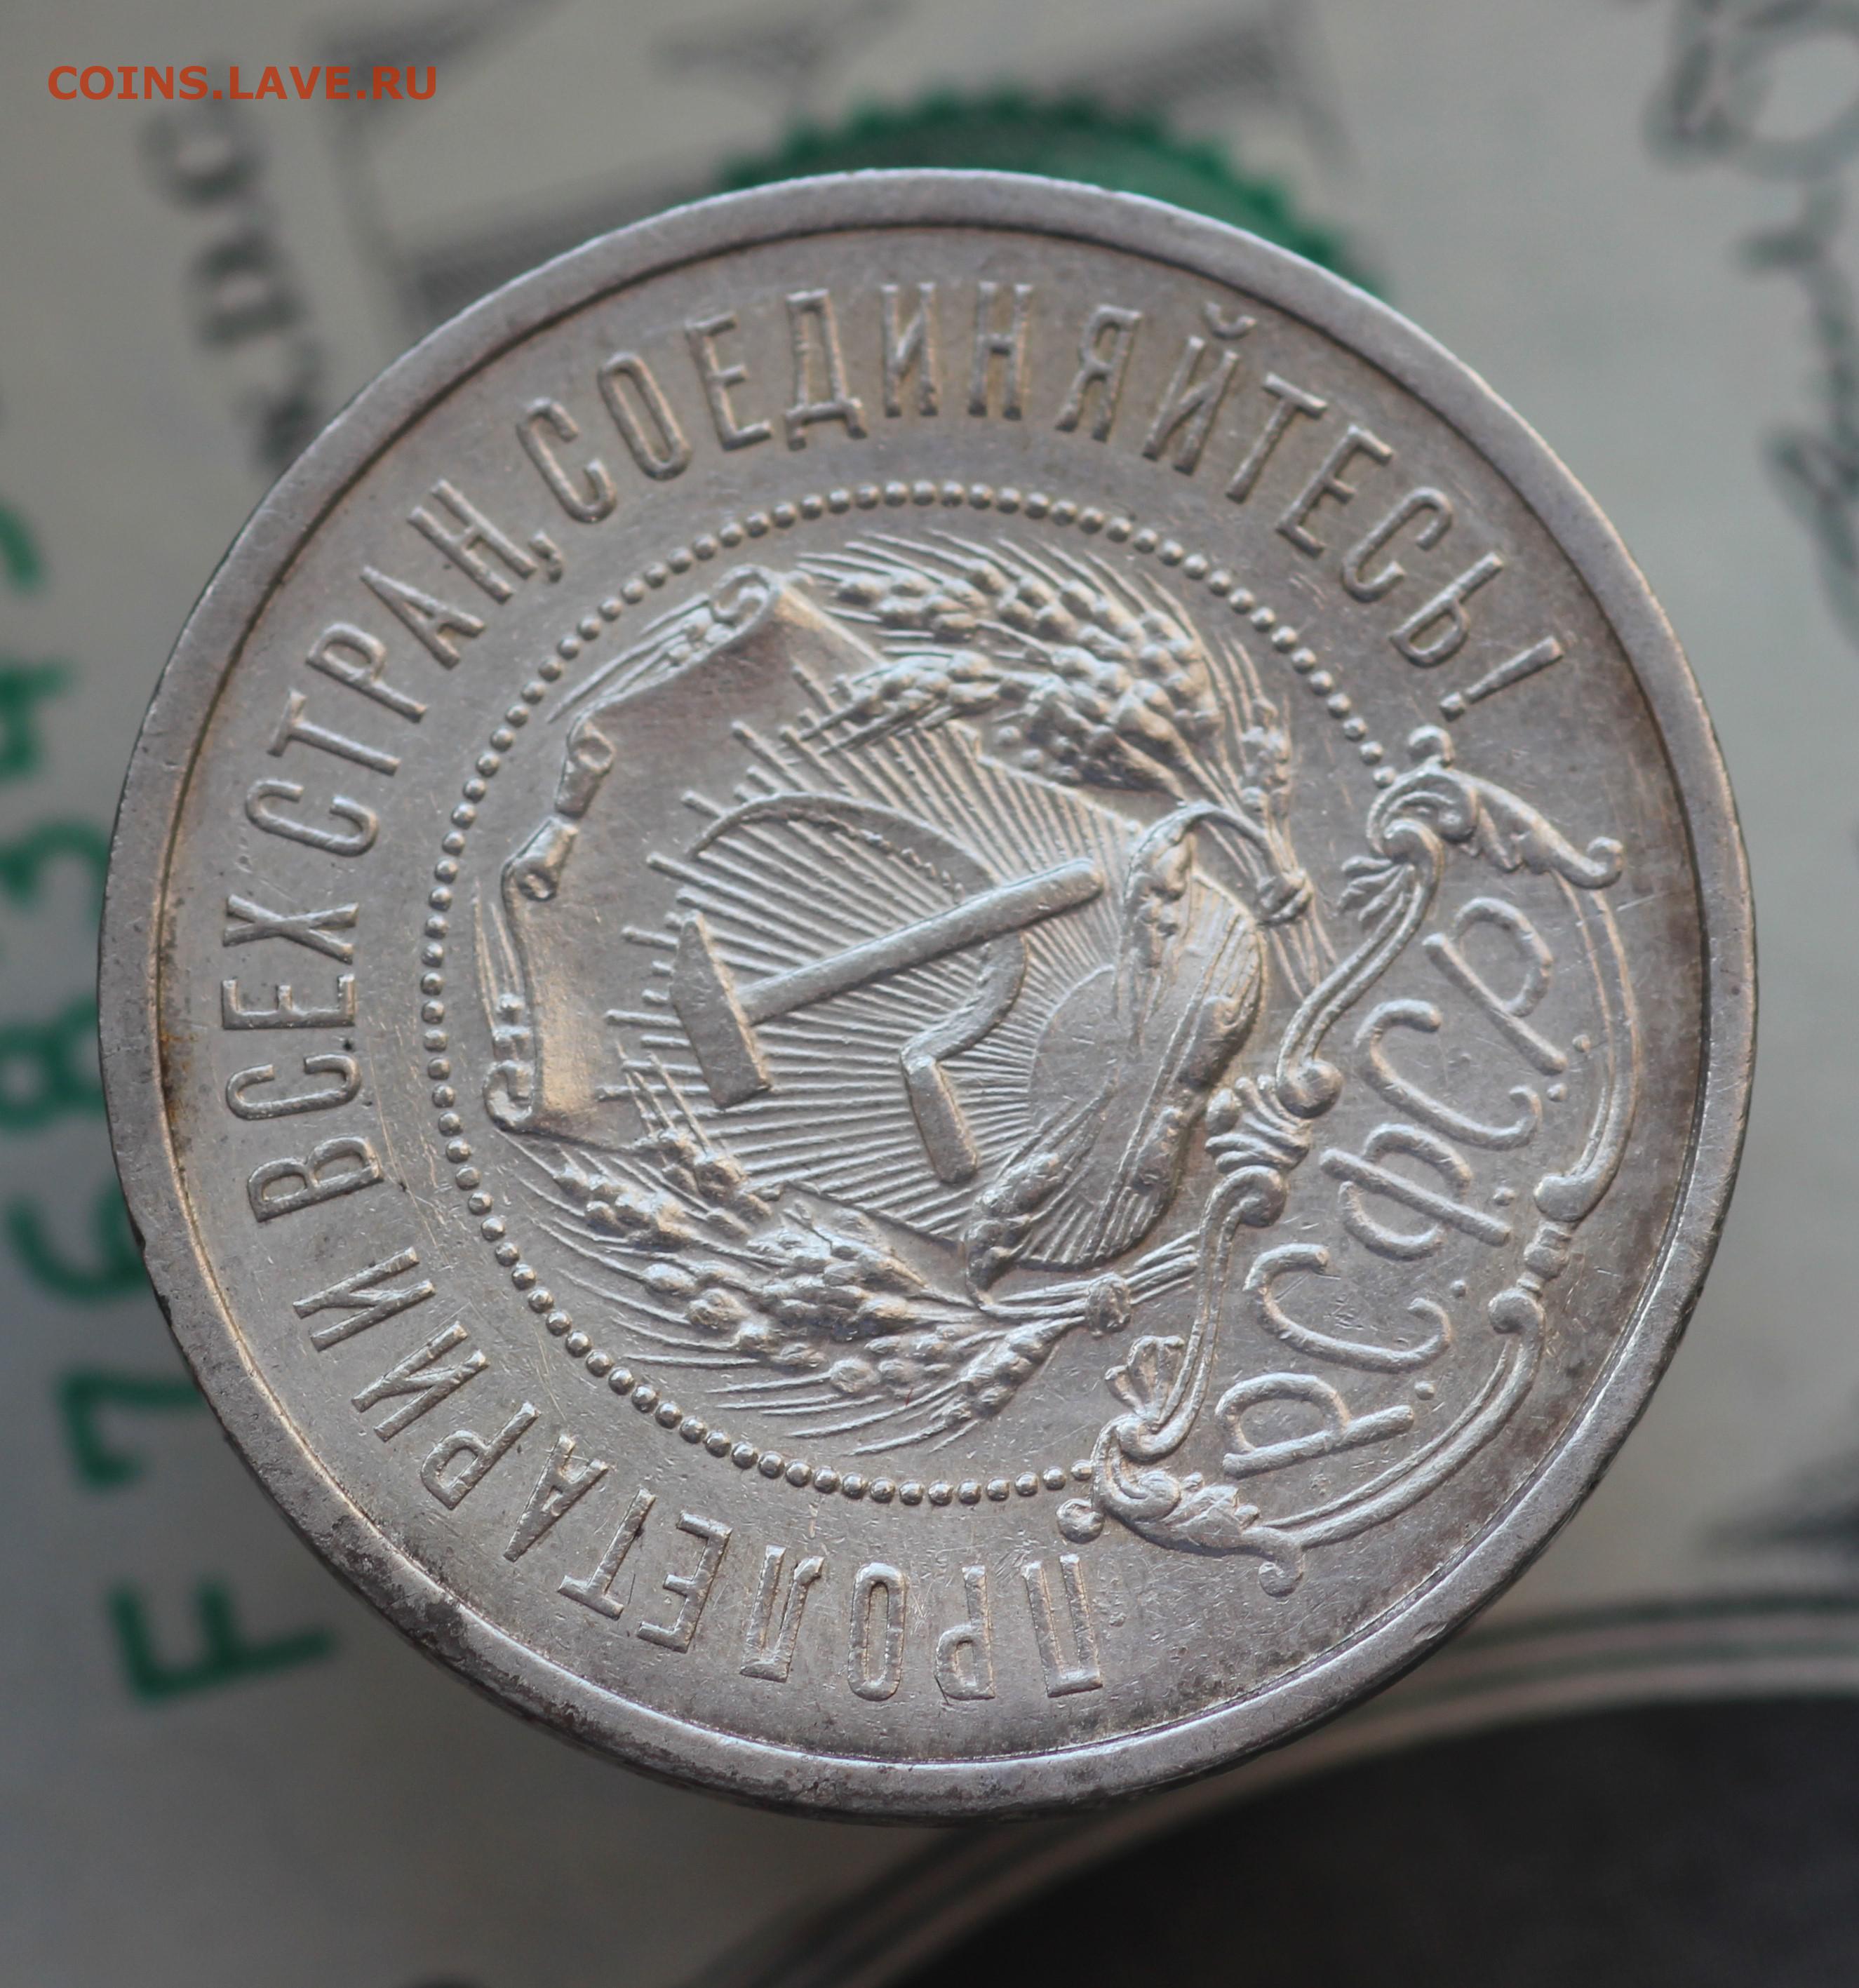 COINS.LAVE.RU
ПРОЛЕТАРИИ ВСЕХ СТРАН, СОЕДИНЯЙТЕСЬ!
Р.С.Ф.С.Р.